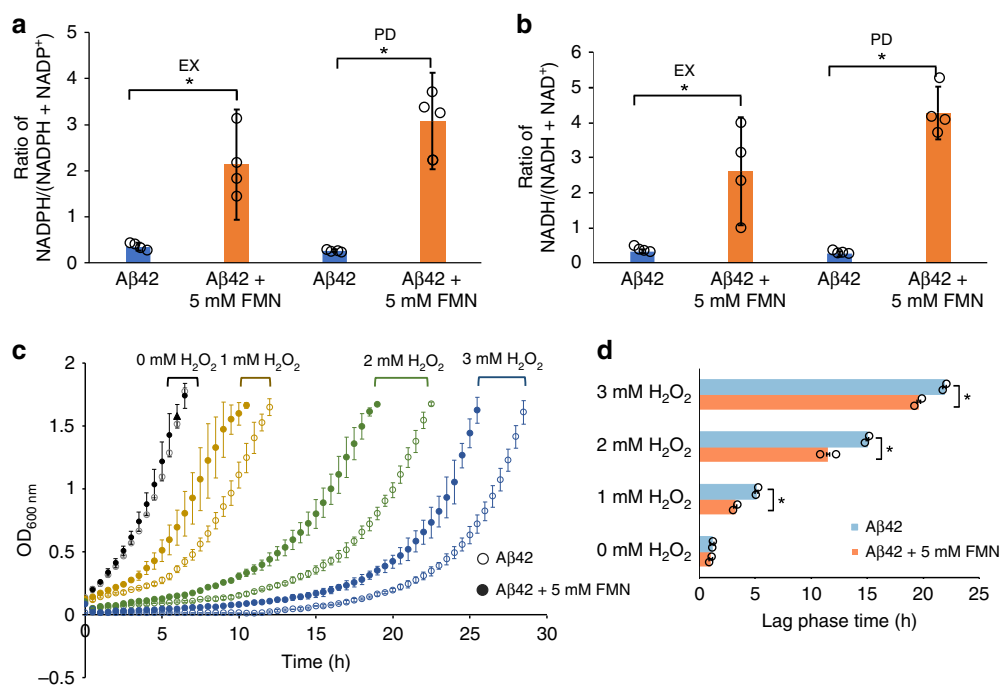 a
Ratio of
NADPH/(NADPH + NADP⁺)
5
4
3
2
1
0
EX
*
PD
*
Aβ42
Aβ42 +
5 mM FMN
Aβ42
Aβ42 +
5 mM FMN
b
Ratio of
NADH/(NADH + NAD⁺)
6
5
4
3
2
1
0
EX
*
PD
*
Aβ42
Aβ42 +
5 mM FMN
Aβ42
Aβ42 +
5 mM FMN
c
0 mM H₂O₂
1 mM H₂O₂
2 mM H₂O₂
3 mM H₂O₂
OD₆₀₀ ₙₘ
2
1.5
1
0.5
0
−0.5
0
5
10
15
20
25
30
Time (h)
Aβ42
Aβ42 + 5 mM FMN
d
3 mM H₂O₂
*
2 mM H₂O₂
*
1 mM H₂O₂
*
0 mM H₂O₂
Aβ42
Aβ42 + 5 mM FMN
0
5
10
15
20
25
Lag phase time (h)